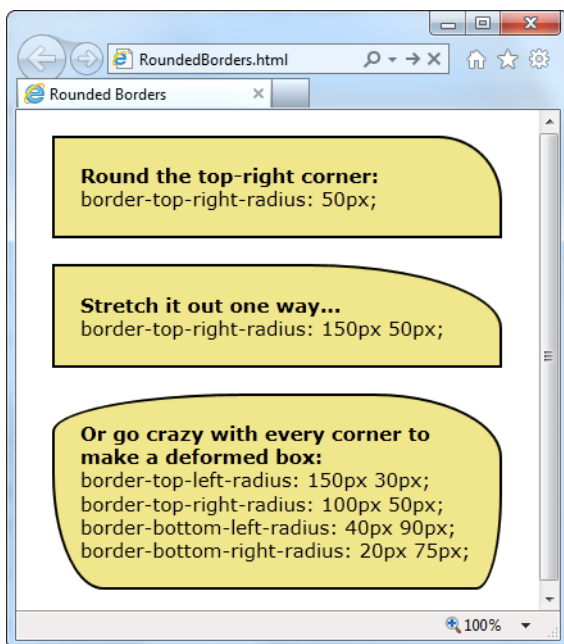 RoundedBorders.html
Rounded Borders
Round the top-right corner:
border-top-right-radius: 50px;
Stretch it out one way...
border-top-right-radius: 150px 50px;
Or go crazy with every corner to
make a deformed box:
border-top-left-radius: 150px 30px;
border-top-right-radius: 100px 50px;
border-bottom-left-radius: 40px 90px;
border-bottom-right-radius: 20px 75px;
100%